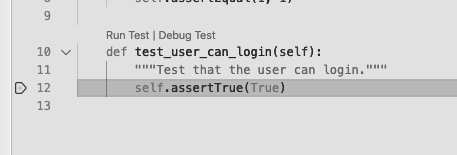 9
Run Test | Debug Test
10 def test_user_can_login(self):
11 """Test that the user can login."""
12 self.assertTrue(True)
13